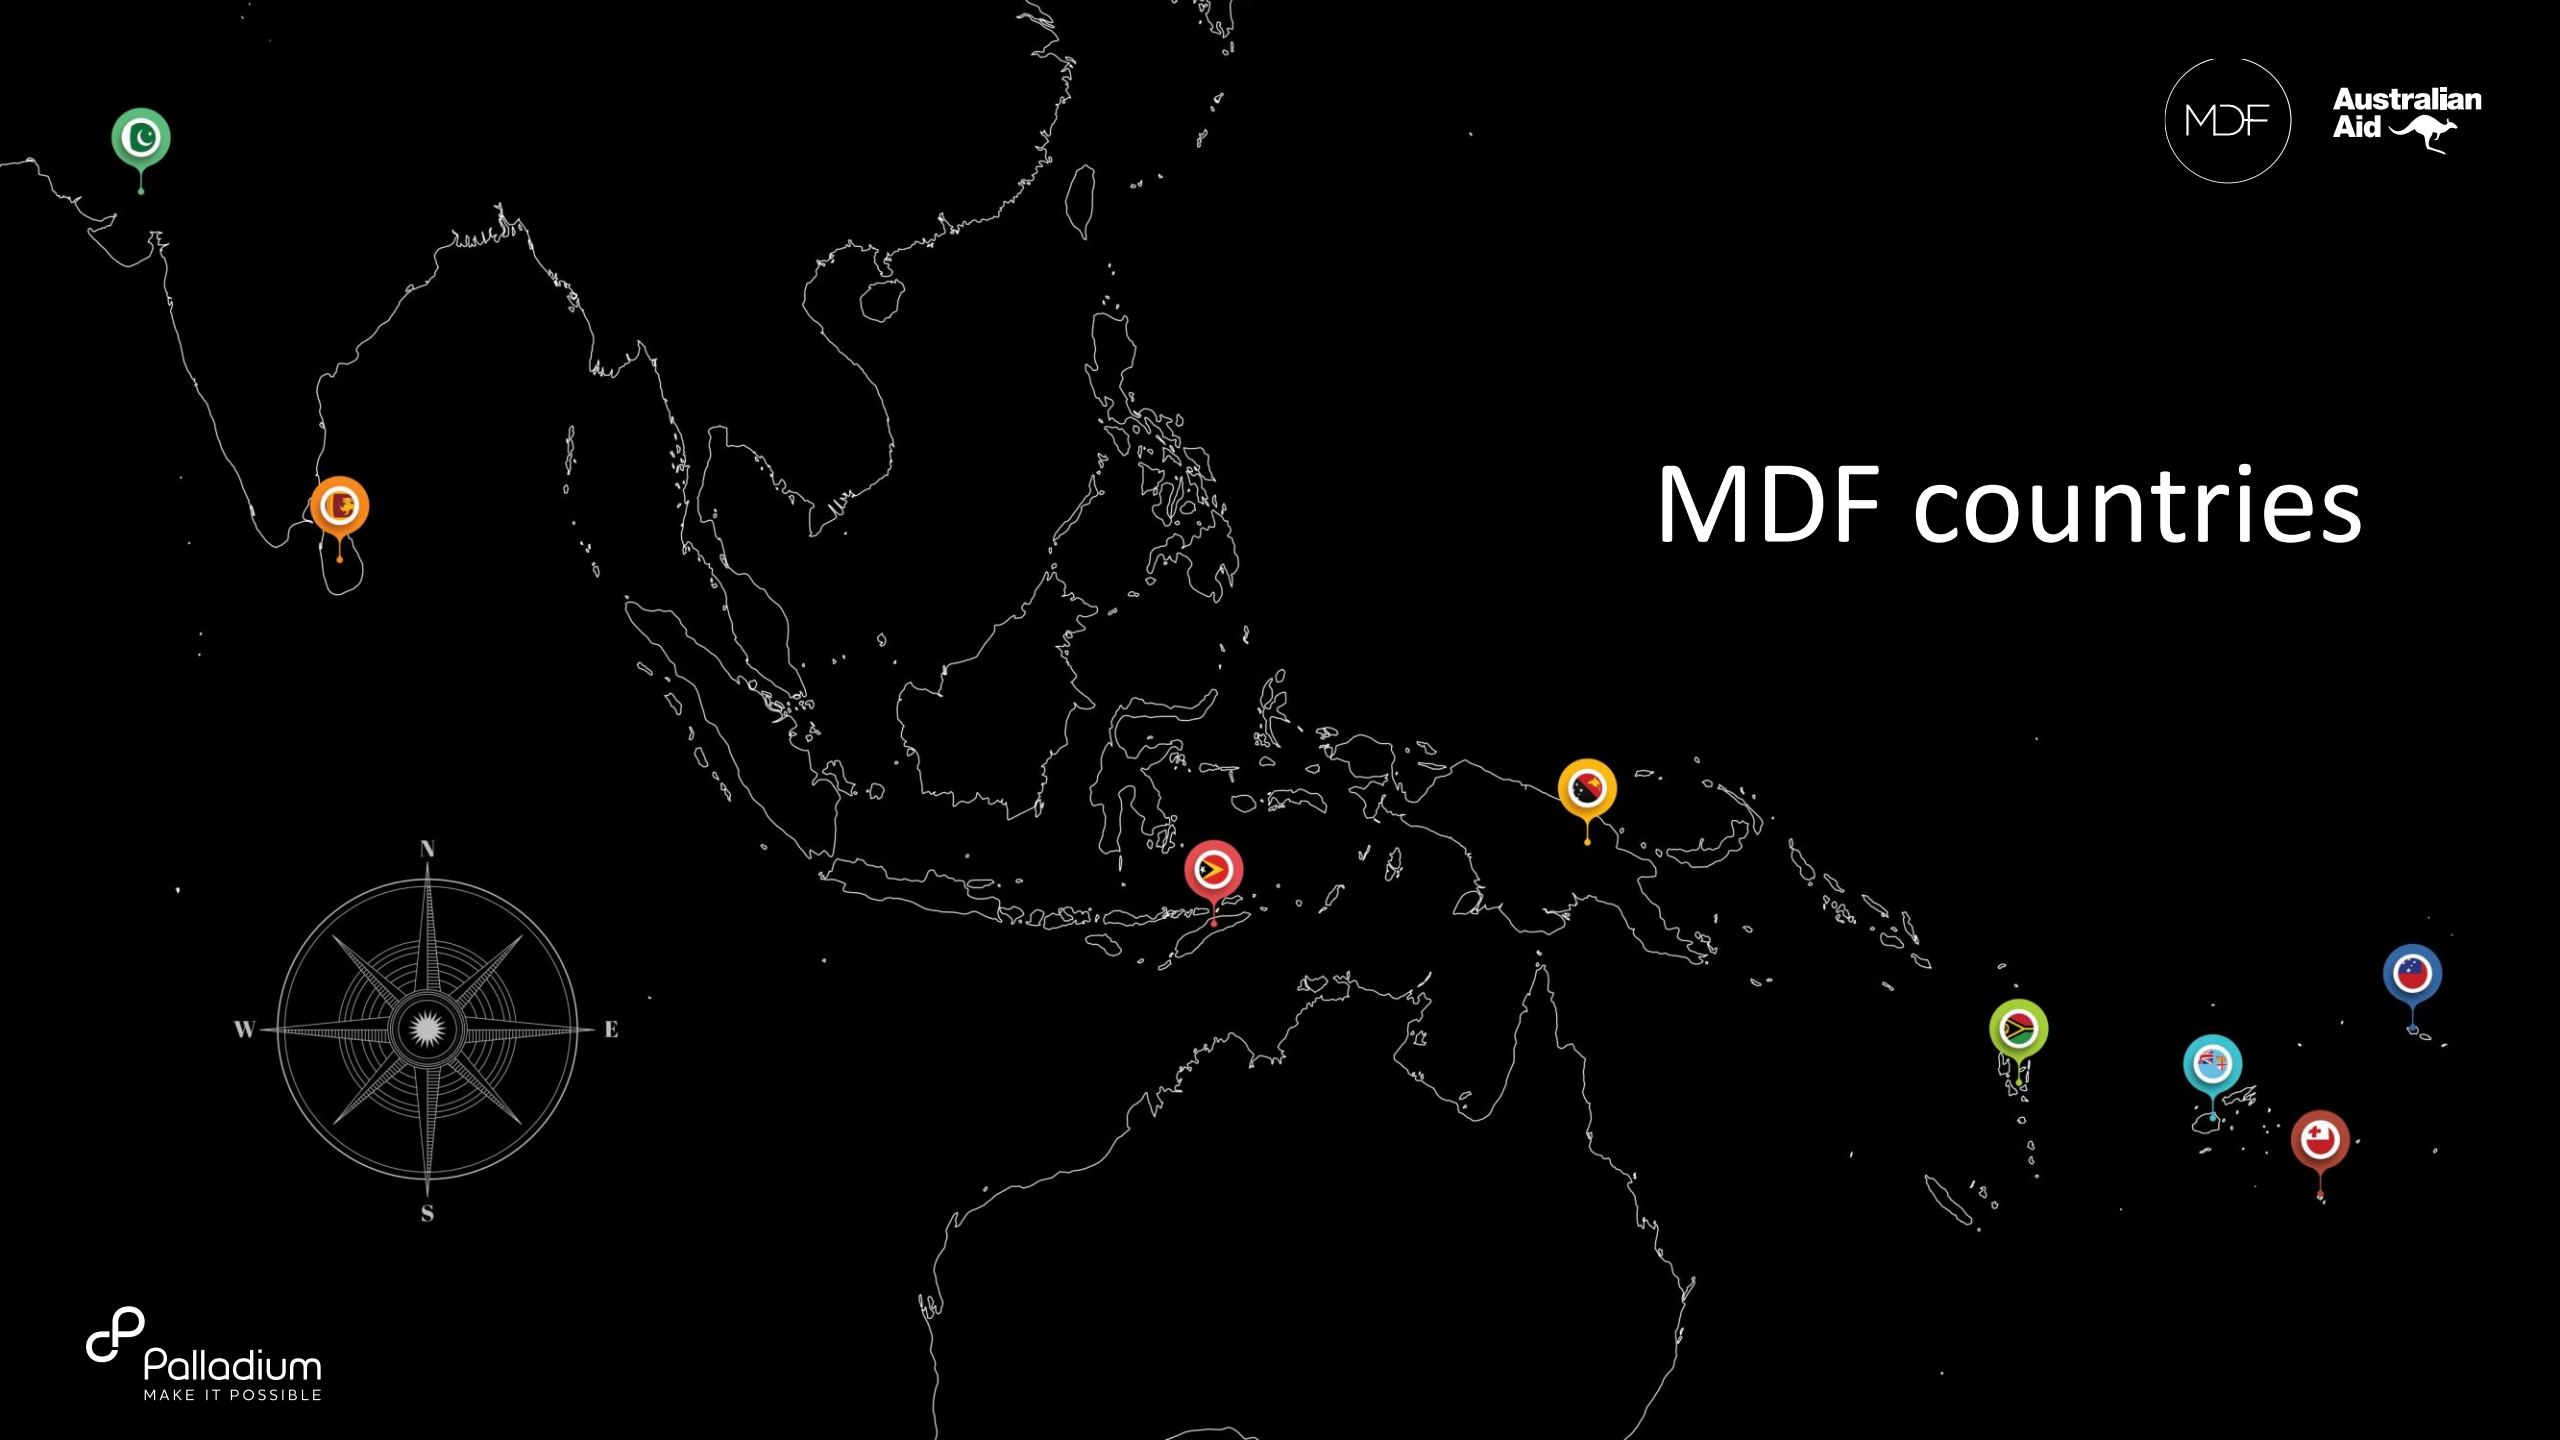 MDF
Australian
Aid
MDF countries
N
W
E
S
Palladium
MAKE IT POSSIBLE